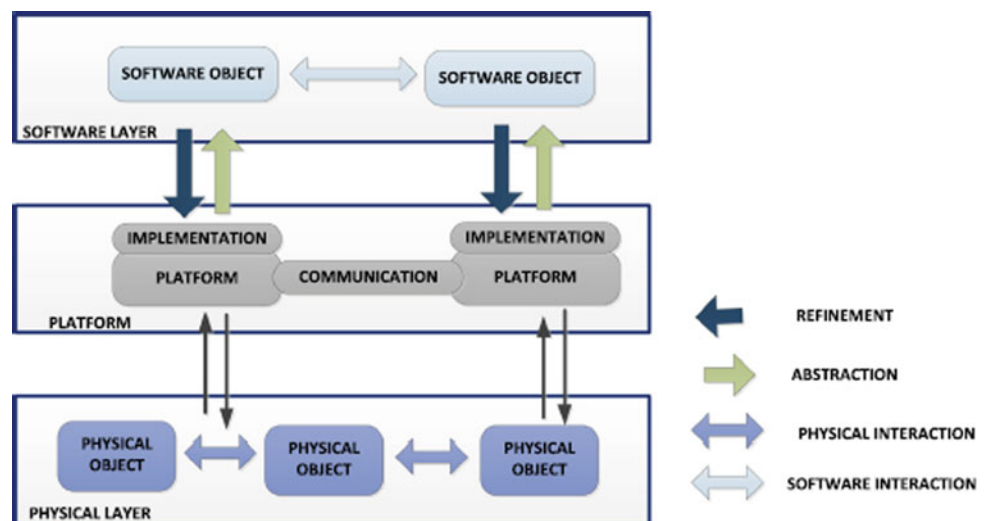 SOFTWARE OBJECT
SOFTWARE OBJECT
SOFTWARE LAYER
IMPLEMENTATION
IMPLEMENTATION
PLATFORM
COMMUNICATION
PLATFORM
PLATFORM
PHYSICAL
OBJECT
PHYSICAL
OBJECT
PHYSICAL
OBJECT
PHYSICAL LAYER
REFINEMENT
ABSTRACTION
PHYSICAL INTERACTION
SOFTWARE INTERACTION